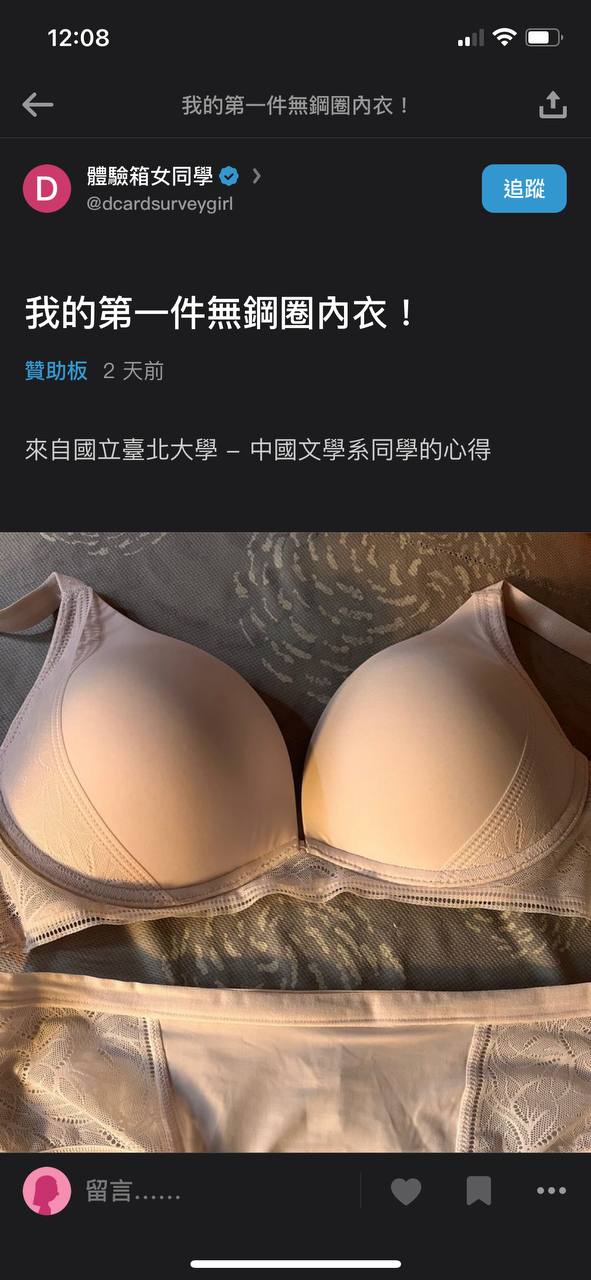 12:08
我的第一件無鋼圈內衣！
D
體驗箱女同學
@dcardsurveygirl
追蹤
我的第一件無鋼圈內衣！
贊助板 2 天前
來自國立臺北大學 – 中國文學系同學的心得
留言......